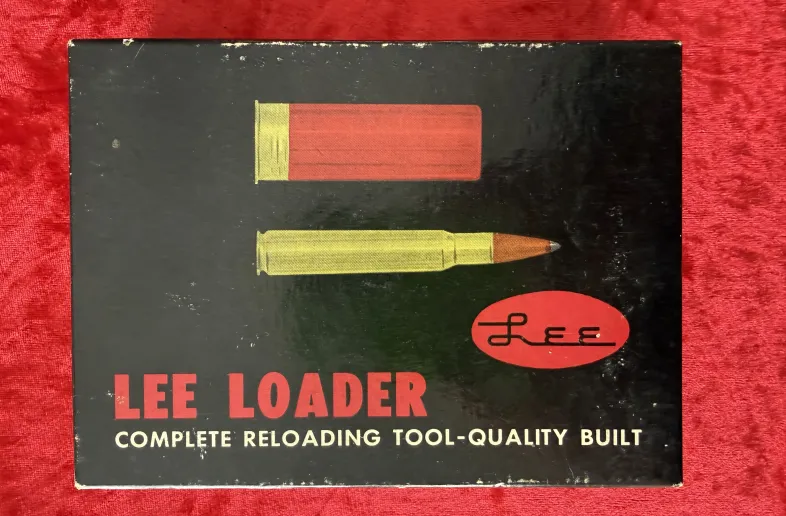 Lee
LEE LOADER
COMPLETE RELOADING TOOL-QUALITY BUILT